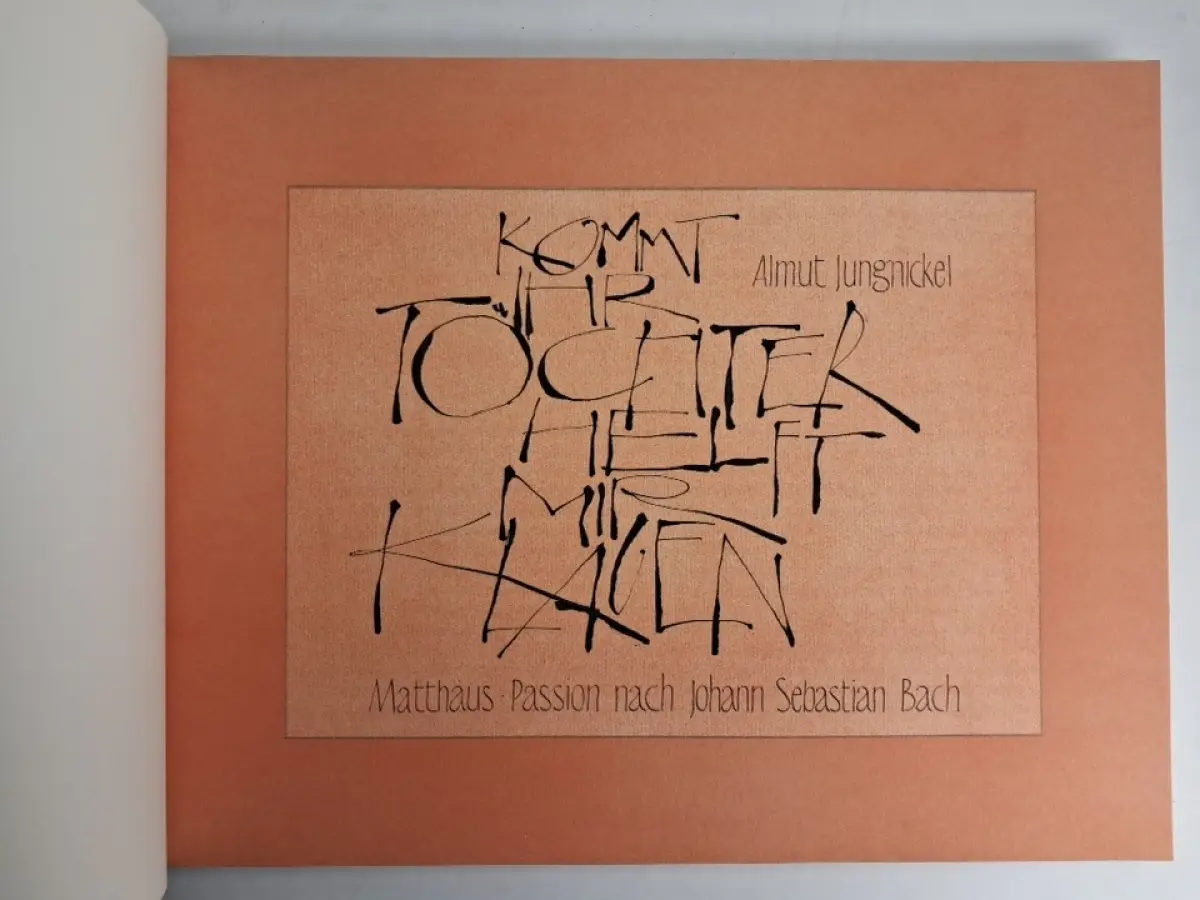 KOMMT
Almut Jungnickel
IHR
TÖCHTER
HELFT
MIR
KLAGEN
Matthäus · Passion nach Johann Sebastian Bach